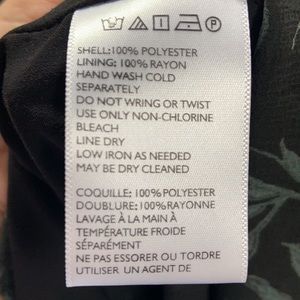 SHELL:100% POLYESTER
LINING: 100% RAYON
HAND WASH COLD
SEPARATELY
DO NOT WRING OR TWIST
USE ONLY NON-CHLORINE
BLEACH
LINE DRY
LOW IRON AS NEEDED
MAY BE DRY CLEANED
COQUILLE: 100% POLYESTER
DOUBLURE: 100%RAYONNE
LAVAGE À LA MAIN À
TEMPÉRATURE FROIDE
SÉPARÉMENT
NE PAS ESSORER OU TORDRE
UTILISER UN AGENT DE